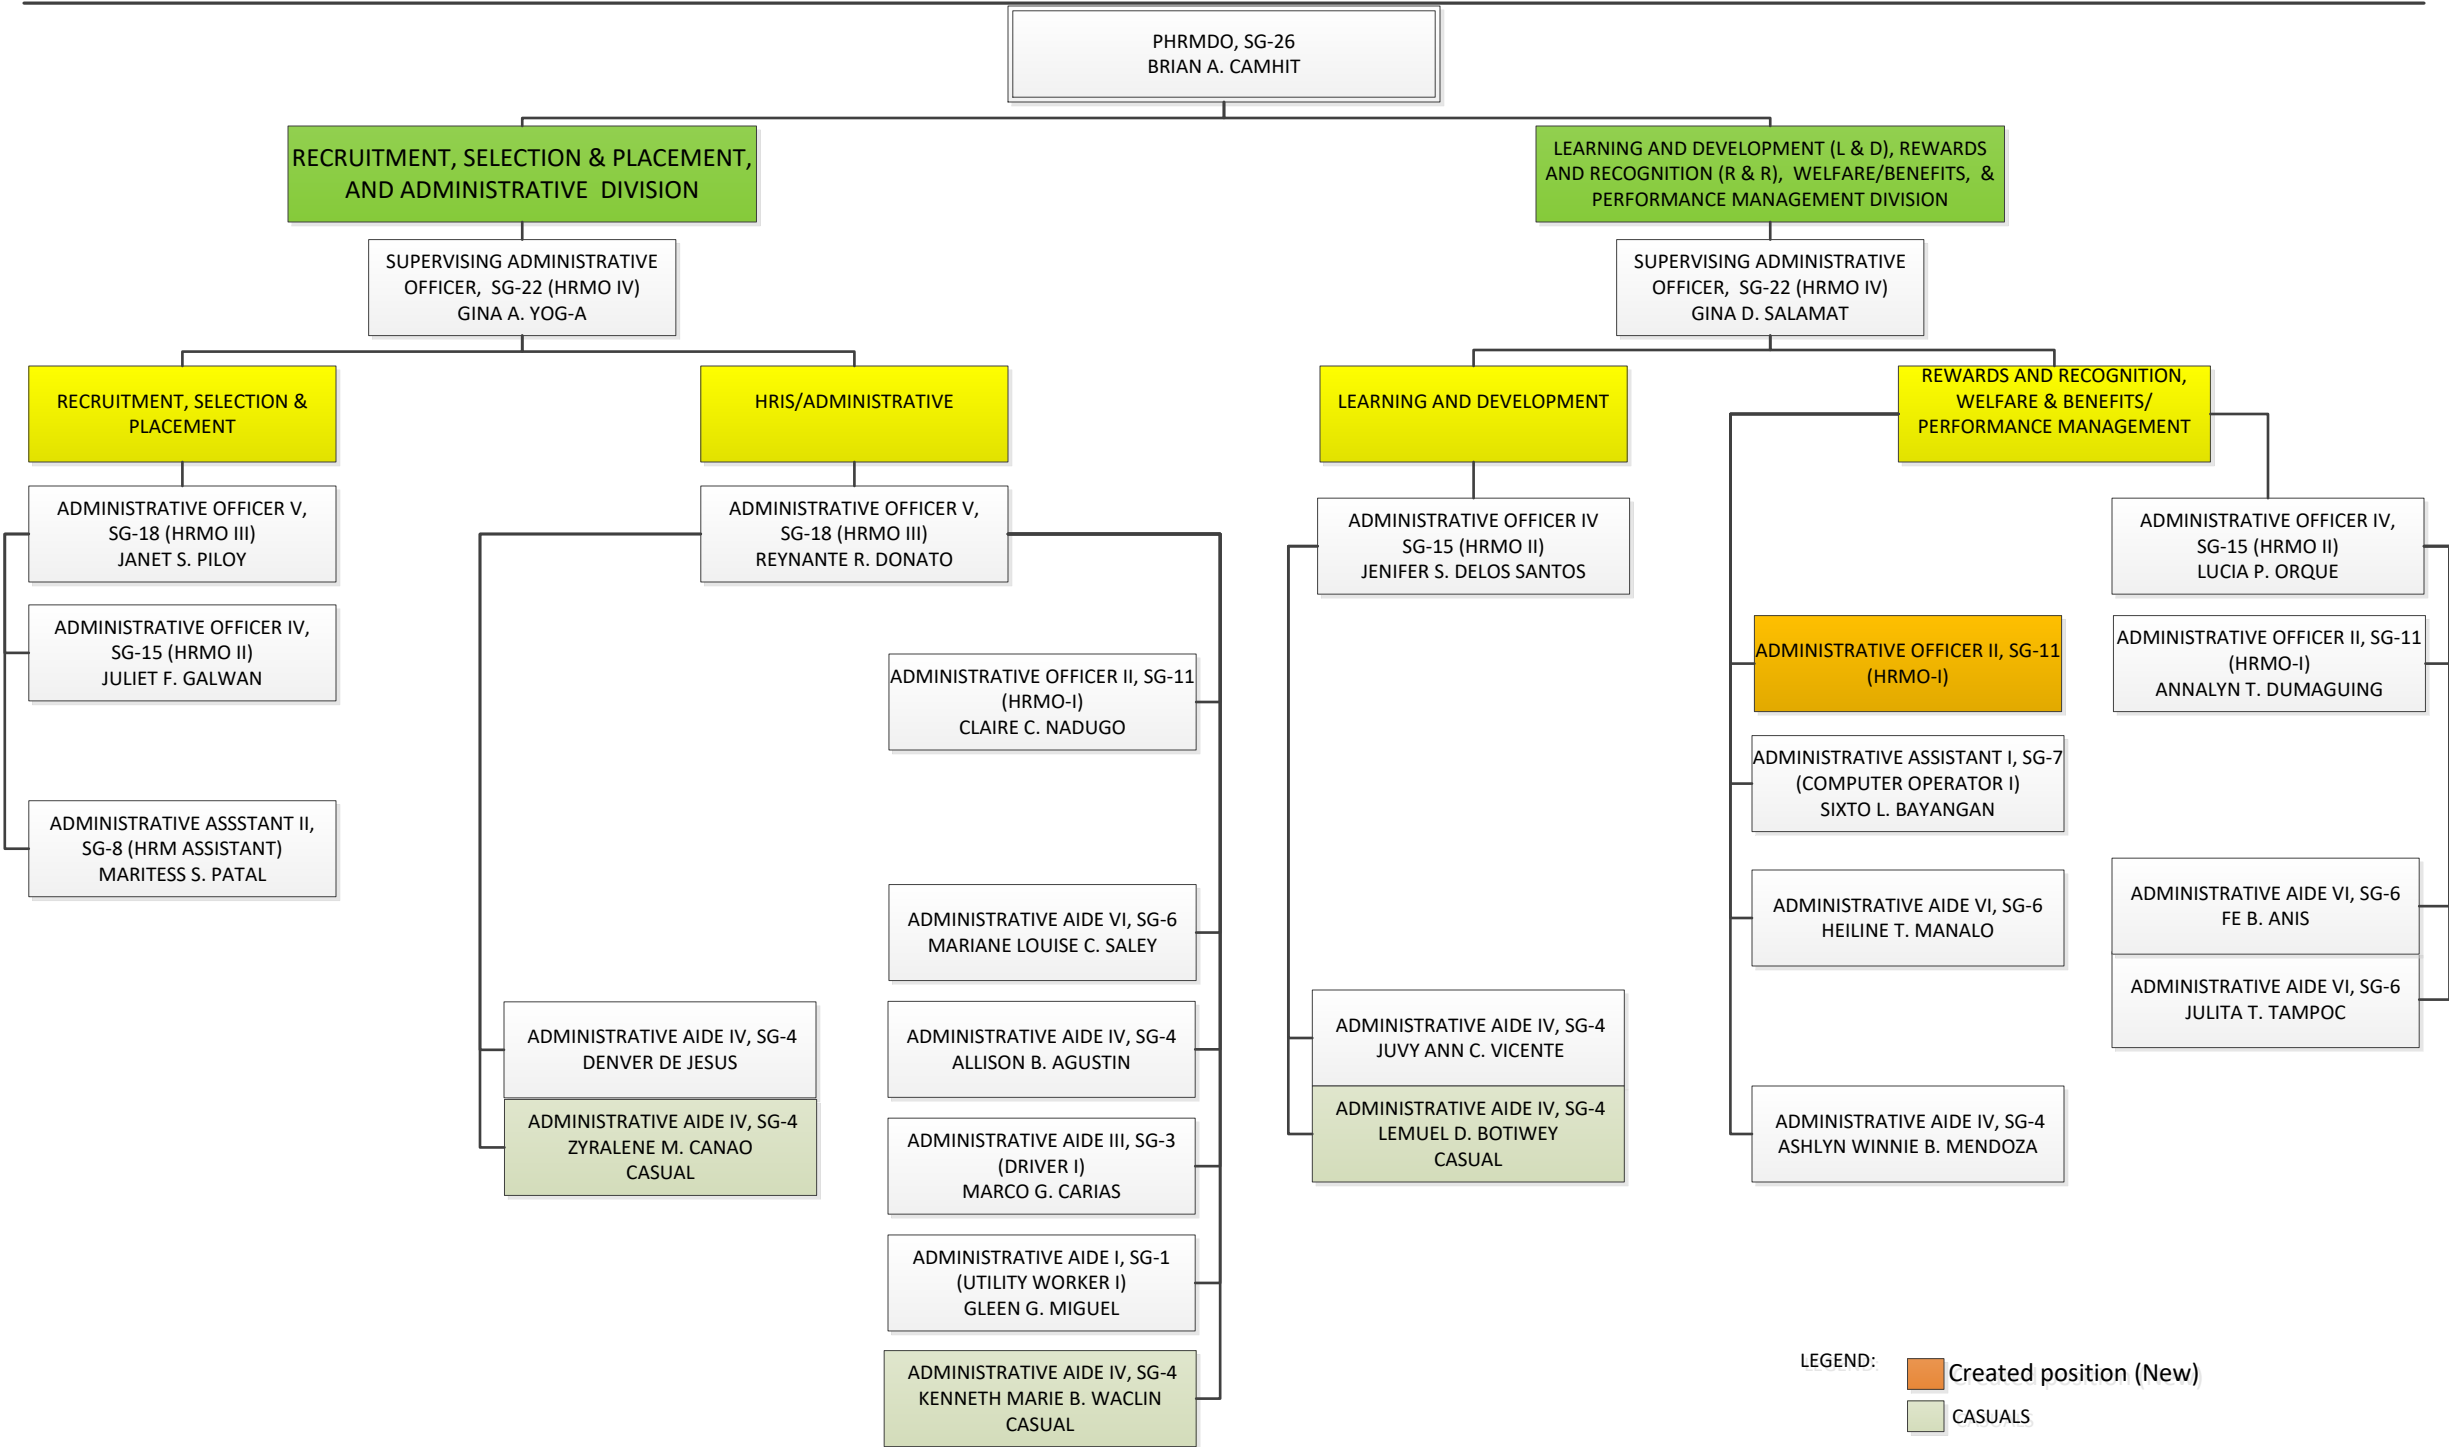 PHRMDO, SG-26
BRIAN A. CAMHIT
RECRUITMENT, SELECTION & PLACEMENT,
AND ADMINISTRATIVE DIVISION
LEARNING AND DEVELOPMENT (L & D), REWARDS
AND RECOGNITION (R & R), WELFARE/BENEFITS, &
PERFORMANCE MANAGEMENT DIVISION
SUPERVISING ADMINISTRATIVE
OFFICER, SG-22 (HRMO IV)
GINA A. YOG-A
SUPERVISING ADMINISTRATIVE
OFFICER, SG-22 (HRMO IV)
GINA D. SALAMAT
RECRUITMENT, SELECTION &
PLACEMENT
HRIS/ADMINISTRATIVE
LEARNING AND DEVELOPMENT
REWARDS AND RECOGNITION,
WELFARE & BENEFITS/
PERFORMANCE MANAGEMENT
ADMINISTRATIVE OFFICER V,
SG-18 (HRMO III)
JANET S. PILOY
ADMINISTRATIVE OFFICER IV,
SG-15 (HRMO II)
JULIET F. GALWAN
ADMINISTRATIVE ASSSTANT II,
SG-8 (HRM ASSISTANT)
MARITESS S. PATAL
ADMINISTRATIVE OFFICER V,
SG-18 (HRMO III)
REYNANTE R. DONATO
ADMINISTRATIVE AIDE IV, SG-4
DENVER DE JESUS
ADMINISTRATIVE AIDE IV, SG-4
ZYRALENE M. CANAO
CASUAL
ADMINISTRATIVE OFFICER II, SG-11
(HRMO-I)
CLAIRE C. NADUGO
ADMINISTRATIVE AIDE VI, SG-6
MARIANE LOUISE C. SALEY
ADMINISTRATIVE AIDE IV, SG-4
ALLISON B. AGUSTIN
ADMINISTRATIVE AIDE III, SG-3
(DRIVER I)
MARCO G. CARIAS
ADMINISTRATIVE AIDE I, SG-1
(UTILITY WORKER I)
GLEEN G. MIGUEL
ADMINISTRATIVE AIDE IV, SG-4
KENNETH MARIE B. WACLIN
CASUAL
ADMINISTRATIVE OFFICER IV
SG-15 (HRMO II)
JENIFER S. DELOS SANTOS
ADMINISTRATIVE AIDE IV, SG-4
JUVY ANN C. VICENTE
ADMINISTRATIVE AIDE IV, SG-4
LEMUEL D. BOTIWEY
CASUAL
ADMINISTRATIVE OFFICER II, SG-11
(HRMO-I)
ADMINISTRATIVE ASSISTANT I, SG-7
(COMPUTER OPERATOR I)
SIXTO L. BAYANGAN
ADMINISTRATIVE AIDE VI, SG-6
HEILINE T. MANALO
ADMINISTRATIVE AIDE IV, SG-4
ASHLYN WINNIE B. MENDOZA
ADMINISTRATIVE OFFICER IV,
SG-15 (HRMO II)
LUCIA P. ORQUE
ADMINISTRATIVE OFFICER II, SG-11
(HRMO-I)
ANNALYN T. DUMAGUING
ADMINISTRATIVE AIDE VI, SG-6
FE B. ANIS
ADMINISTRATIVE AIDE VI, SG-6
JULITA T. TAMPOC
LEGEND:
Created position (New)
CASUALS